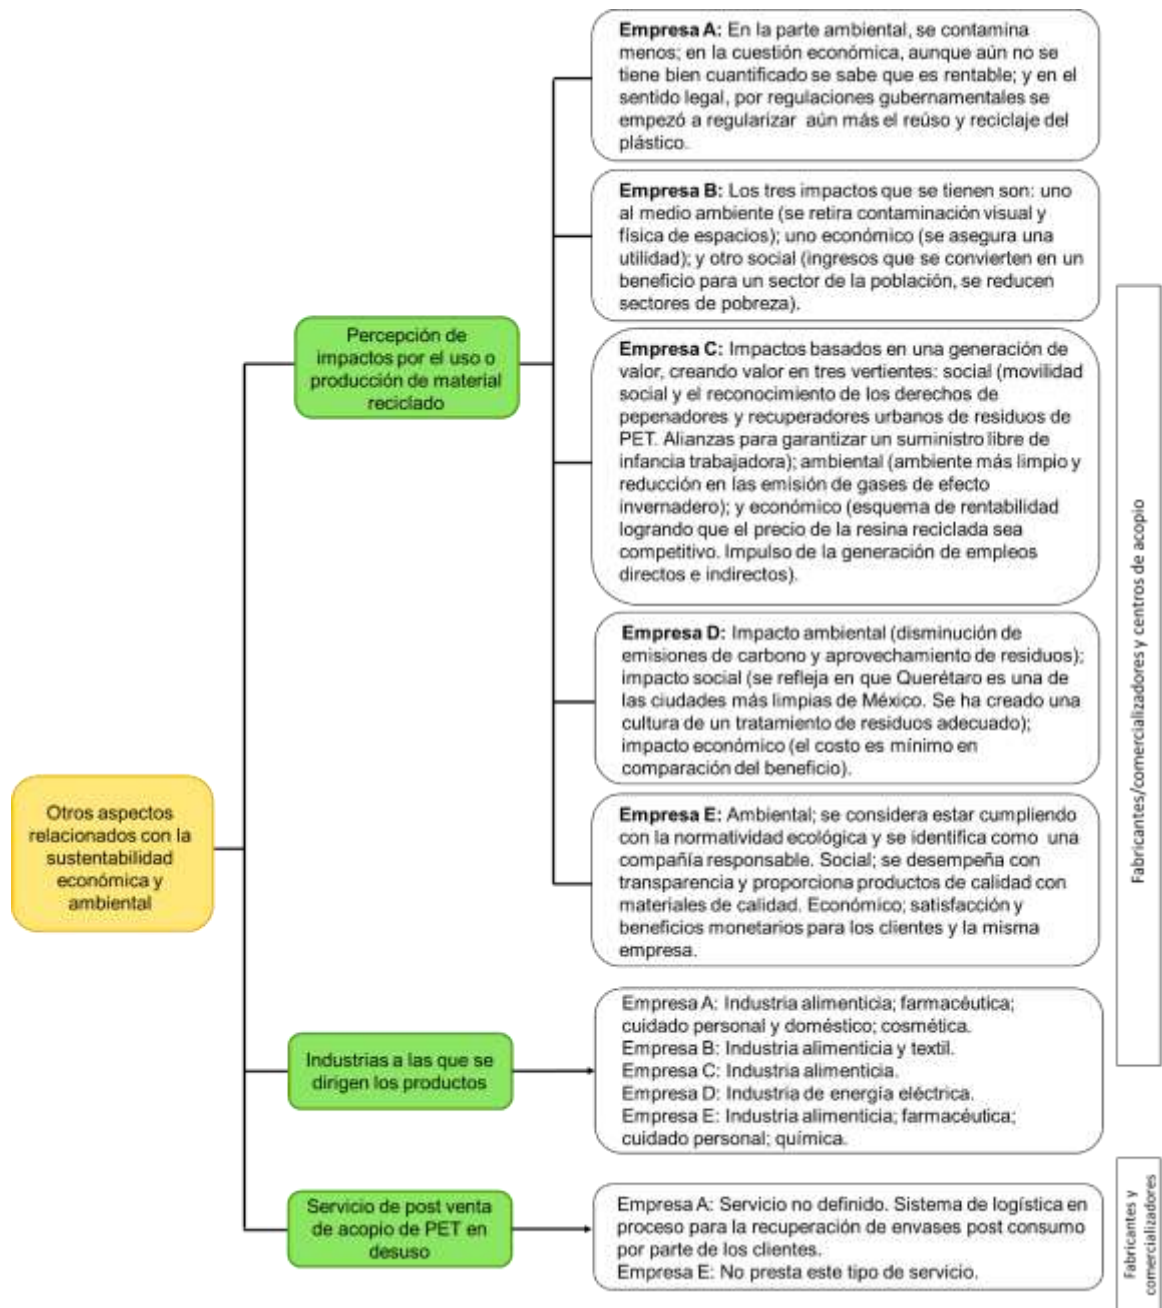 Otros aspectos
relacionados con la
sustentabilidad
económica y
ambiental
Percepción de
impactos por el uso o
producción de material
reciclado
Empresa A: En la parte ambiental, se contamina
menos; en la cuestión económica, aunque aún no se
tiene bien cuantificado se sabe que es rentable; y en el
sentido legal, por regulaciones gubernamentales se
empezó a regularizar aún más el reúso y reciclaje del
plástico.
Empresa B: Los tres impactos que se tienen son: uno
al medio ambiente (se retira contaminación visual y
física de espacios); uno económico (se asegura una
utilidad); y otro social (ingresos que se convierten en un
beneficio para un sector de la población, se reducen
sectores de pobreza).
Empresa C: Impactos basados en una generación de
valor, creando valor en tres vertientes: social (movilidad
social y el reconocimiento de los derechos de
pepenadores y recuperadores urbanos de residuos de
PET. Alianzas para garantizar un suministro libre de
infancia trabajadora); ambiental (ambiente más limpio y
reducción en las emisión de gases de efecto
invernadero); y económico (esquema de rentabilidad
logrando que el precio de la resina reciclada sea
competitivo. Impulso de la generación de empleos
directos e indirectos).
Empresa D: Impacto ambiental (disminución de
emisiones de carbono y aprovechamiento de residuos);
impacto social (se refleja en que Querétaro es una de
las ciudades más limpias de México. Se ha creado una
cultura de un tratamiento de residuos adecuado);
impacto económico (el costo es mínimo en
comparación del beneficio).
Empresa E: Ambiental; se considera estar cumpliendo
con la normatividad ecológica y se identifica como una
compañía responsable. Social; se desempeña con
transparencia y proporciona productos de calidad con
materiales de calidad. Económico; satisfacción y
beneficios monetarios para los clientes y la misma
empresa.
Industrias a las que se
dirigen los productos
Empresa A: Industria alimenticia; farmacéutica;
cuidado personal y doméstico; cosmética.
Empresa B: Industria alimenticia y textil.
Empresa C: Industria alimenticia.
Empresa D: Industria de energía eléctrica.
Empresa E: Industria alimenticia; farmacéutica;
cuidado personal; química.
Fabricantes/comercializadores y centros de acopio
Servicio de post venta
de acopio de PET en
desuso
Empresa A: Servicio no definido. Sistema de logística en
proceso para la recuperación de envases post consumo
por parte de los clientes.
Empresa E: No presta este tipo de servicio.
Fabricantes y
comercializadores